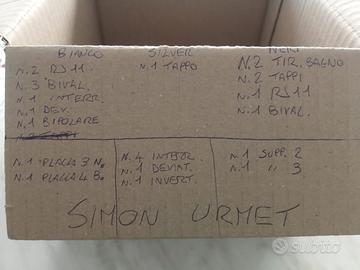 BIANCO
N.2 RJ11
N.3 BIVAL.
N.1 INTERR.
N.1 DEV.
N.1 BIPOLARE
N.2 TAPPI
SILVER
N.1 TAPPO
NERI
N.2 TIR. BAGNO
N.2 TAPPI
N.1 RJ11
N.1 BIVAL.
N.1 PLACCA 3 N.
N.1 PLACCA 4 B.
N.4 INTERR.
N.1 DEVIAT.
N.1 INVERT.
N.1 SUPP. 2
N.1 " 3
SIMON URMET
subito